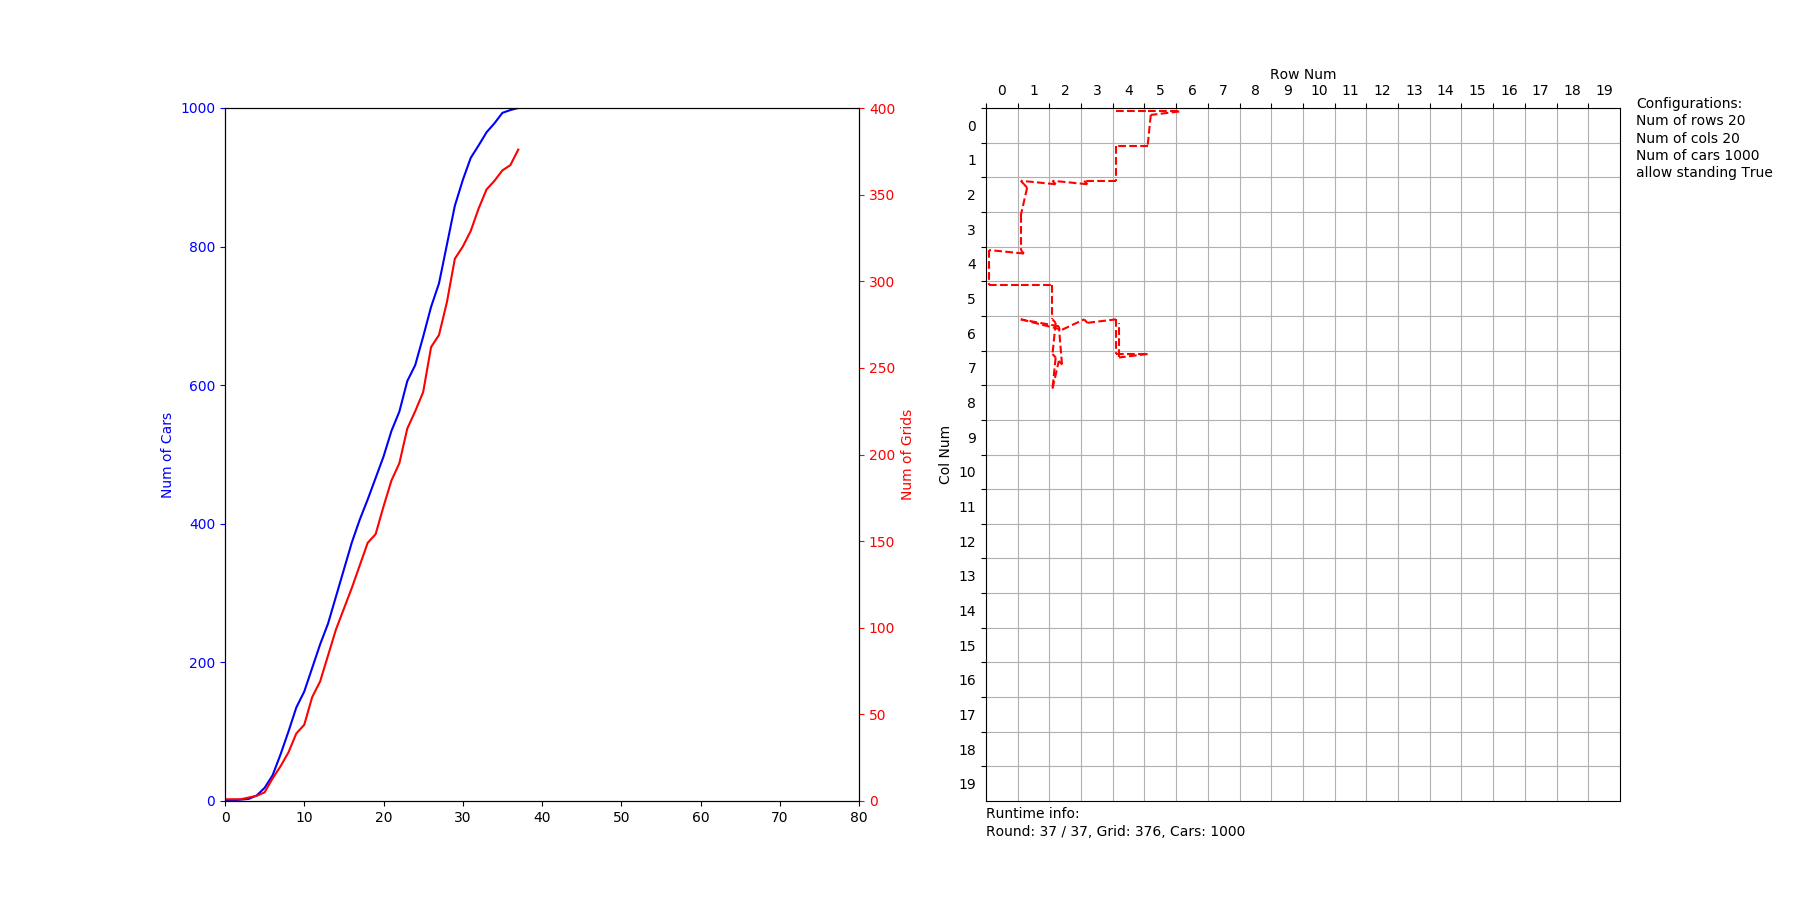 Row Num
0 1 2 3 4 5 6 7 8 9 10 11 12 13 14 15 16 17 18 19
Configurations:
Num of rows 20
Num of cols 20
Num of cars 1000
allow standing True
1000
800
600
400
200
0
Num of Cars
0 10 20 30 40 50 60 70 80
400
350
300
250
200
150
100
50
0
Num of Grids
Col Num
0
1
2
3
4
5
6
7
8
9
10
11
12
13
14
15
16
17
18
19
Runtime info:
Round: 37 / 37, Grid: 376, Cars: 1000